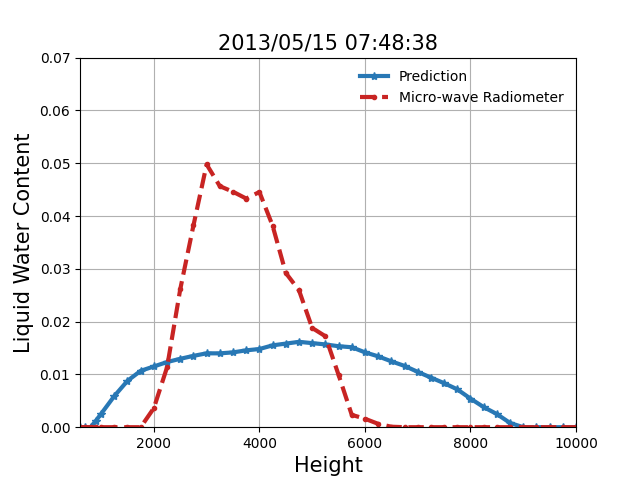 2013/05/15 07:48:38
Prediction
Micro-wave Radiometer
Liquid Water Content
0.07
0.06
0.05
0.04
0.03
0.02
0.01
0.00
2000 4000 6000 8000 10000
Height